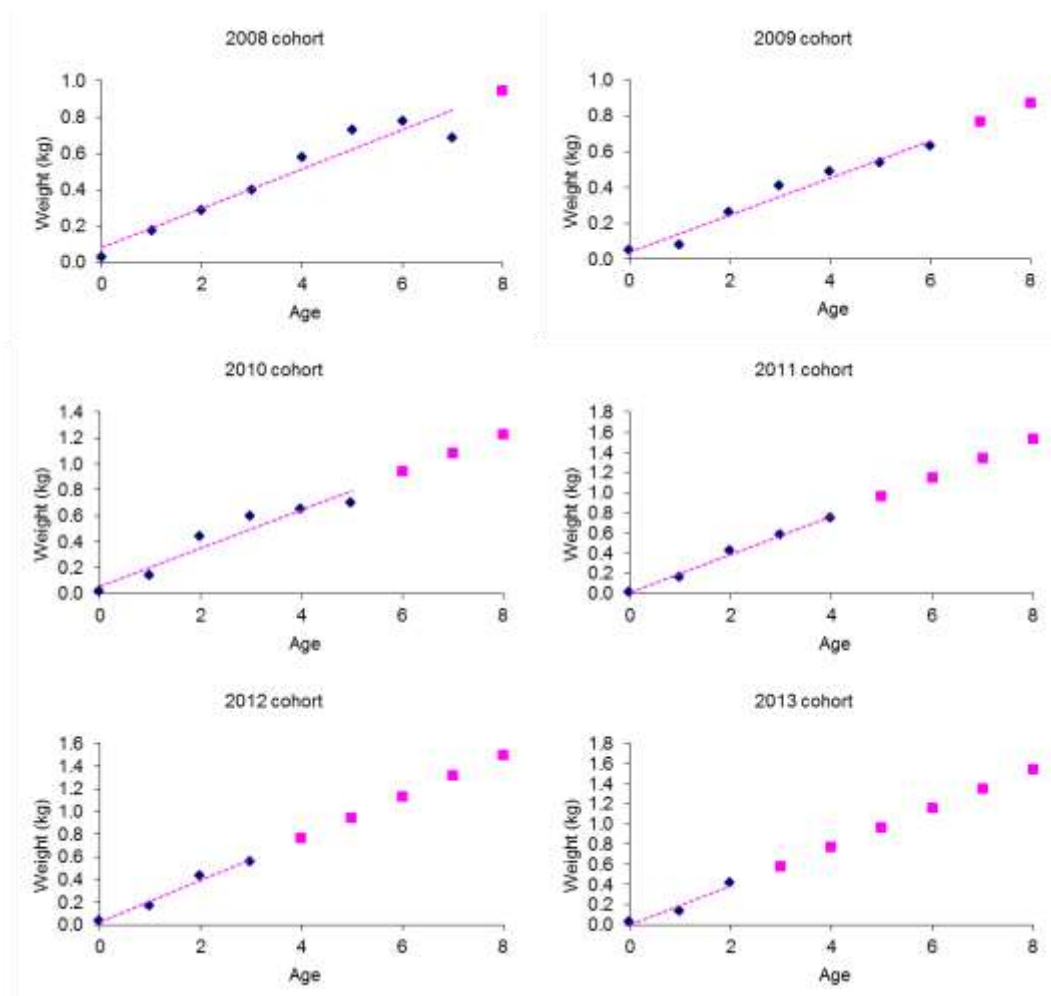 2008 cohort
1.0
0.8
0.6
0.4
0.2
0.0
Weight (kg)
0 2 4 6 8
Age
2009 cohort
1.0
0.8
0.6
0.4
0.2
0.0
Weight (kg)
0 2 4 6 8
Age
2010 cohort
1.4
1.2
1.0
0.8
0.6
0.4
0.2
0.0
Weight (kg)
0 2 4 6 8
Age
2011 cohort
1.8
1.6
1.4
1.2
1.0
0.8
0.6
0.4
0.2
0.0
Weight (kg)
0 2 4 6 8
Age
2012 cohort
1.6
1.4
1.2
1.0
0.8
0.6
0.4
0.2
0.0
Weight (kg)
0 2 4 6 8
Age
2013 cohort
1.8
1.6
1.4
1.2
1.0
0.8
0.6
0.4
0.2
0.0
Weight (kg)
0 2 4 6 8
Age